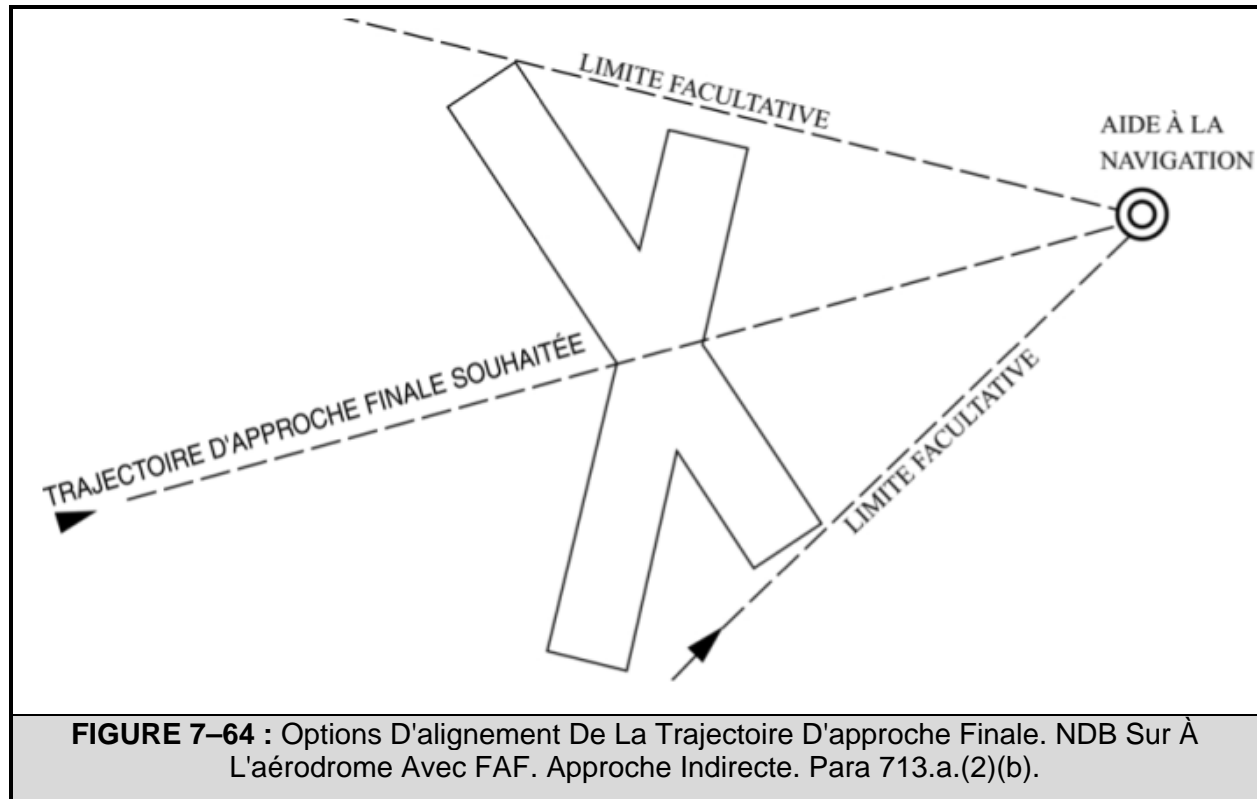 LIMITE FACULTATIVE
AIDE À LA
NAVIGATION
TRAJECTOIRE D'APPROCHE FINALE SOUHAITÉE
LIMITE FACULTATIVE
FIGURE 7–64 : Options D'alignement De La Trajectoire D'approche Finale. NDB Sur À
L'aérodrome Avec FAF. Approche Indirecte. Para 713.a.(2)(b).